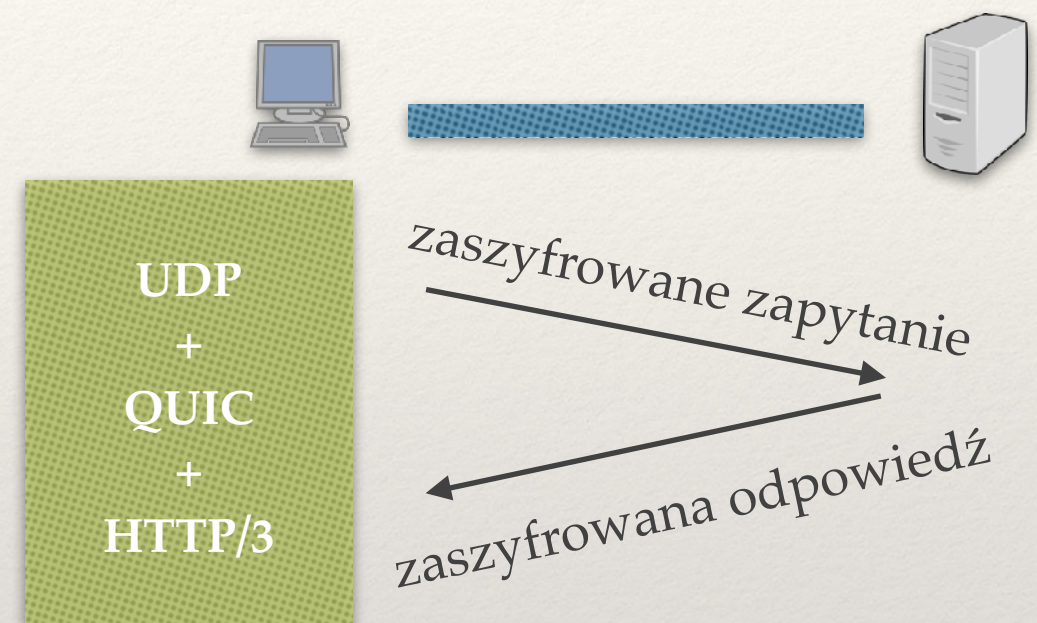 UDP
+
QUIC
+
HTTP/3
zaszyfrowane zapytanie
zaszyfrowana odpowiedź